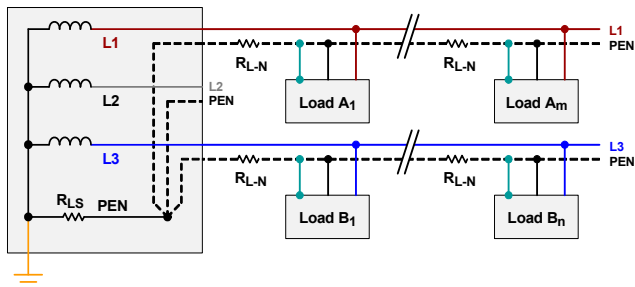 L1
L1
PEN
RL-N
RL-N
L2
L2
PEN
Load A1
Load Am
L3
L3
PEN
RL-N
RL-N
RLS
PEN
Load B1
Load Bn